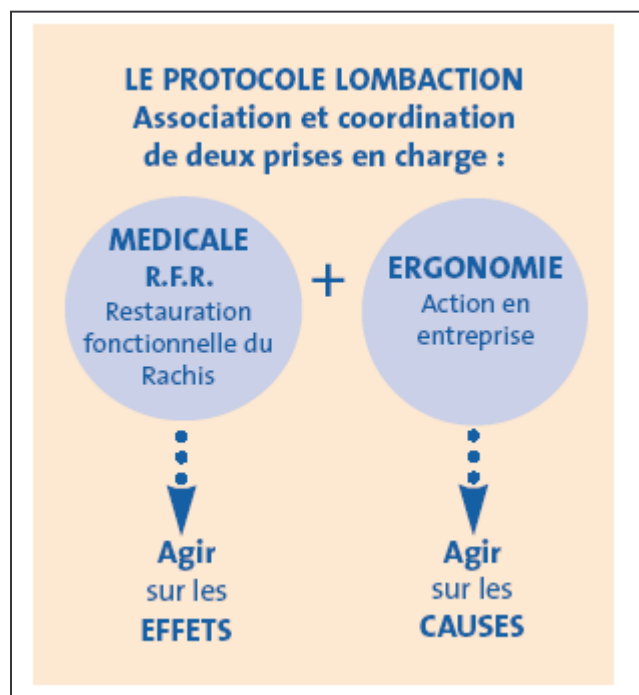 LE PROTOCOLE LOMBACTION
Association et coordination
de deux prises en charge :
MEDICALE
R.F.R.
Restauration
fonctionnelle du
Rachis
+
ERGONOMIE
Action en
entreprise
Agir
sur les
EFFETS
Agir
sur les
CAUSES